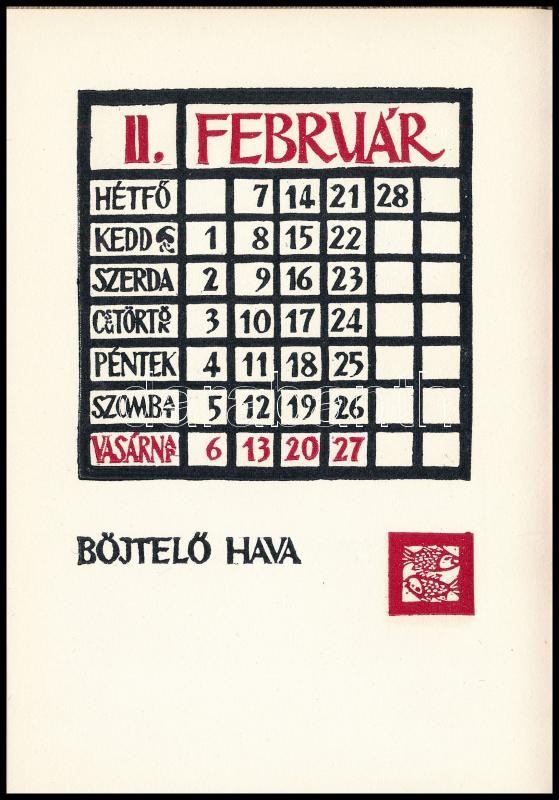 II. FEBRUÁR
HÉTFŐ 7 14 21 28
KEDD 1 8 15 22
SZERDA 2 9 16 23
CSÜTÖRTÖK 3 10 17 24
PÉNTEK 4 11 18 25
SZOMBAT 5 12 19 26
VASÁRNAP 6 13 20 27
BÖJTELŐ HAVA
darabanth